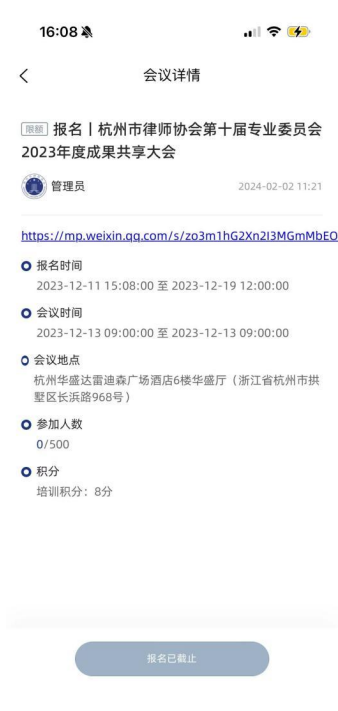 16:08
会议详情
限额 报名丨杭州市律师协会第十届专业委员会
2023年度成果共享大会
管理员 2024-02-02 11:21
https://mp.weixin.qq.com/s/zo3m1hG2Xn2I3MGmMbEO
报名时间
2023-12-11 15:08:00 至 2023-12-19 12:00:00
会议时间
2023-12-13 09:00:00 至 2023-12-13 09:00:00
会议地点
杭州华盛达雷迪森广场酒店6楼华盛厅（浙江省杭州市拱
墅区长浜路968号）
参加人数
0/500
积分
培训积分：8分
报名已截止